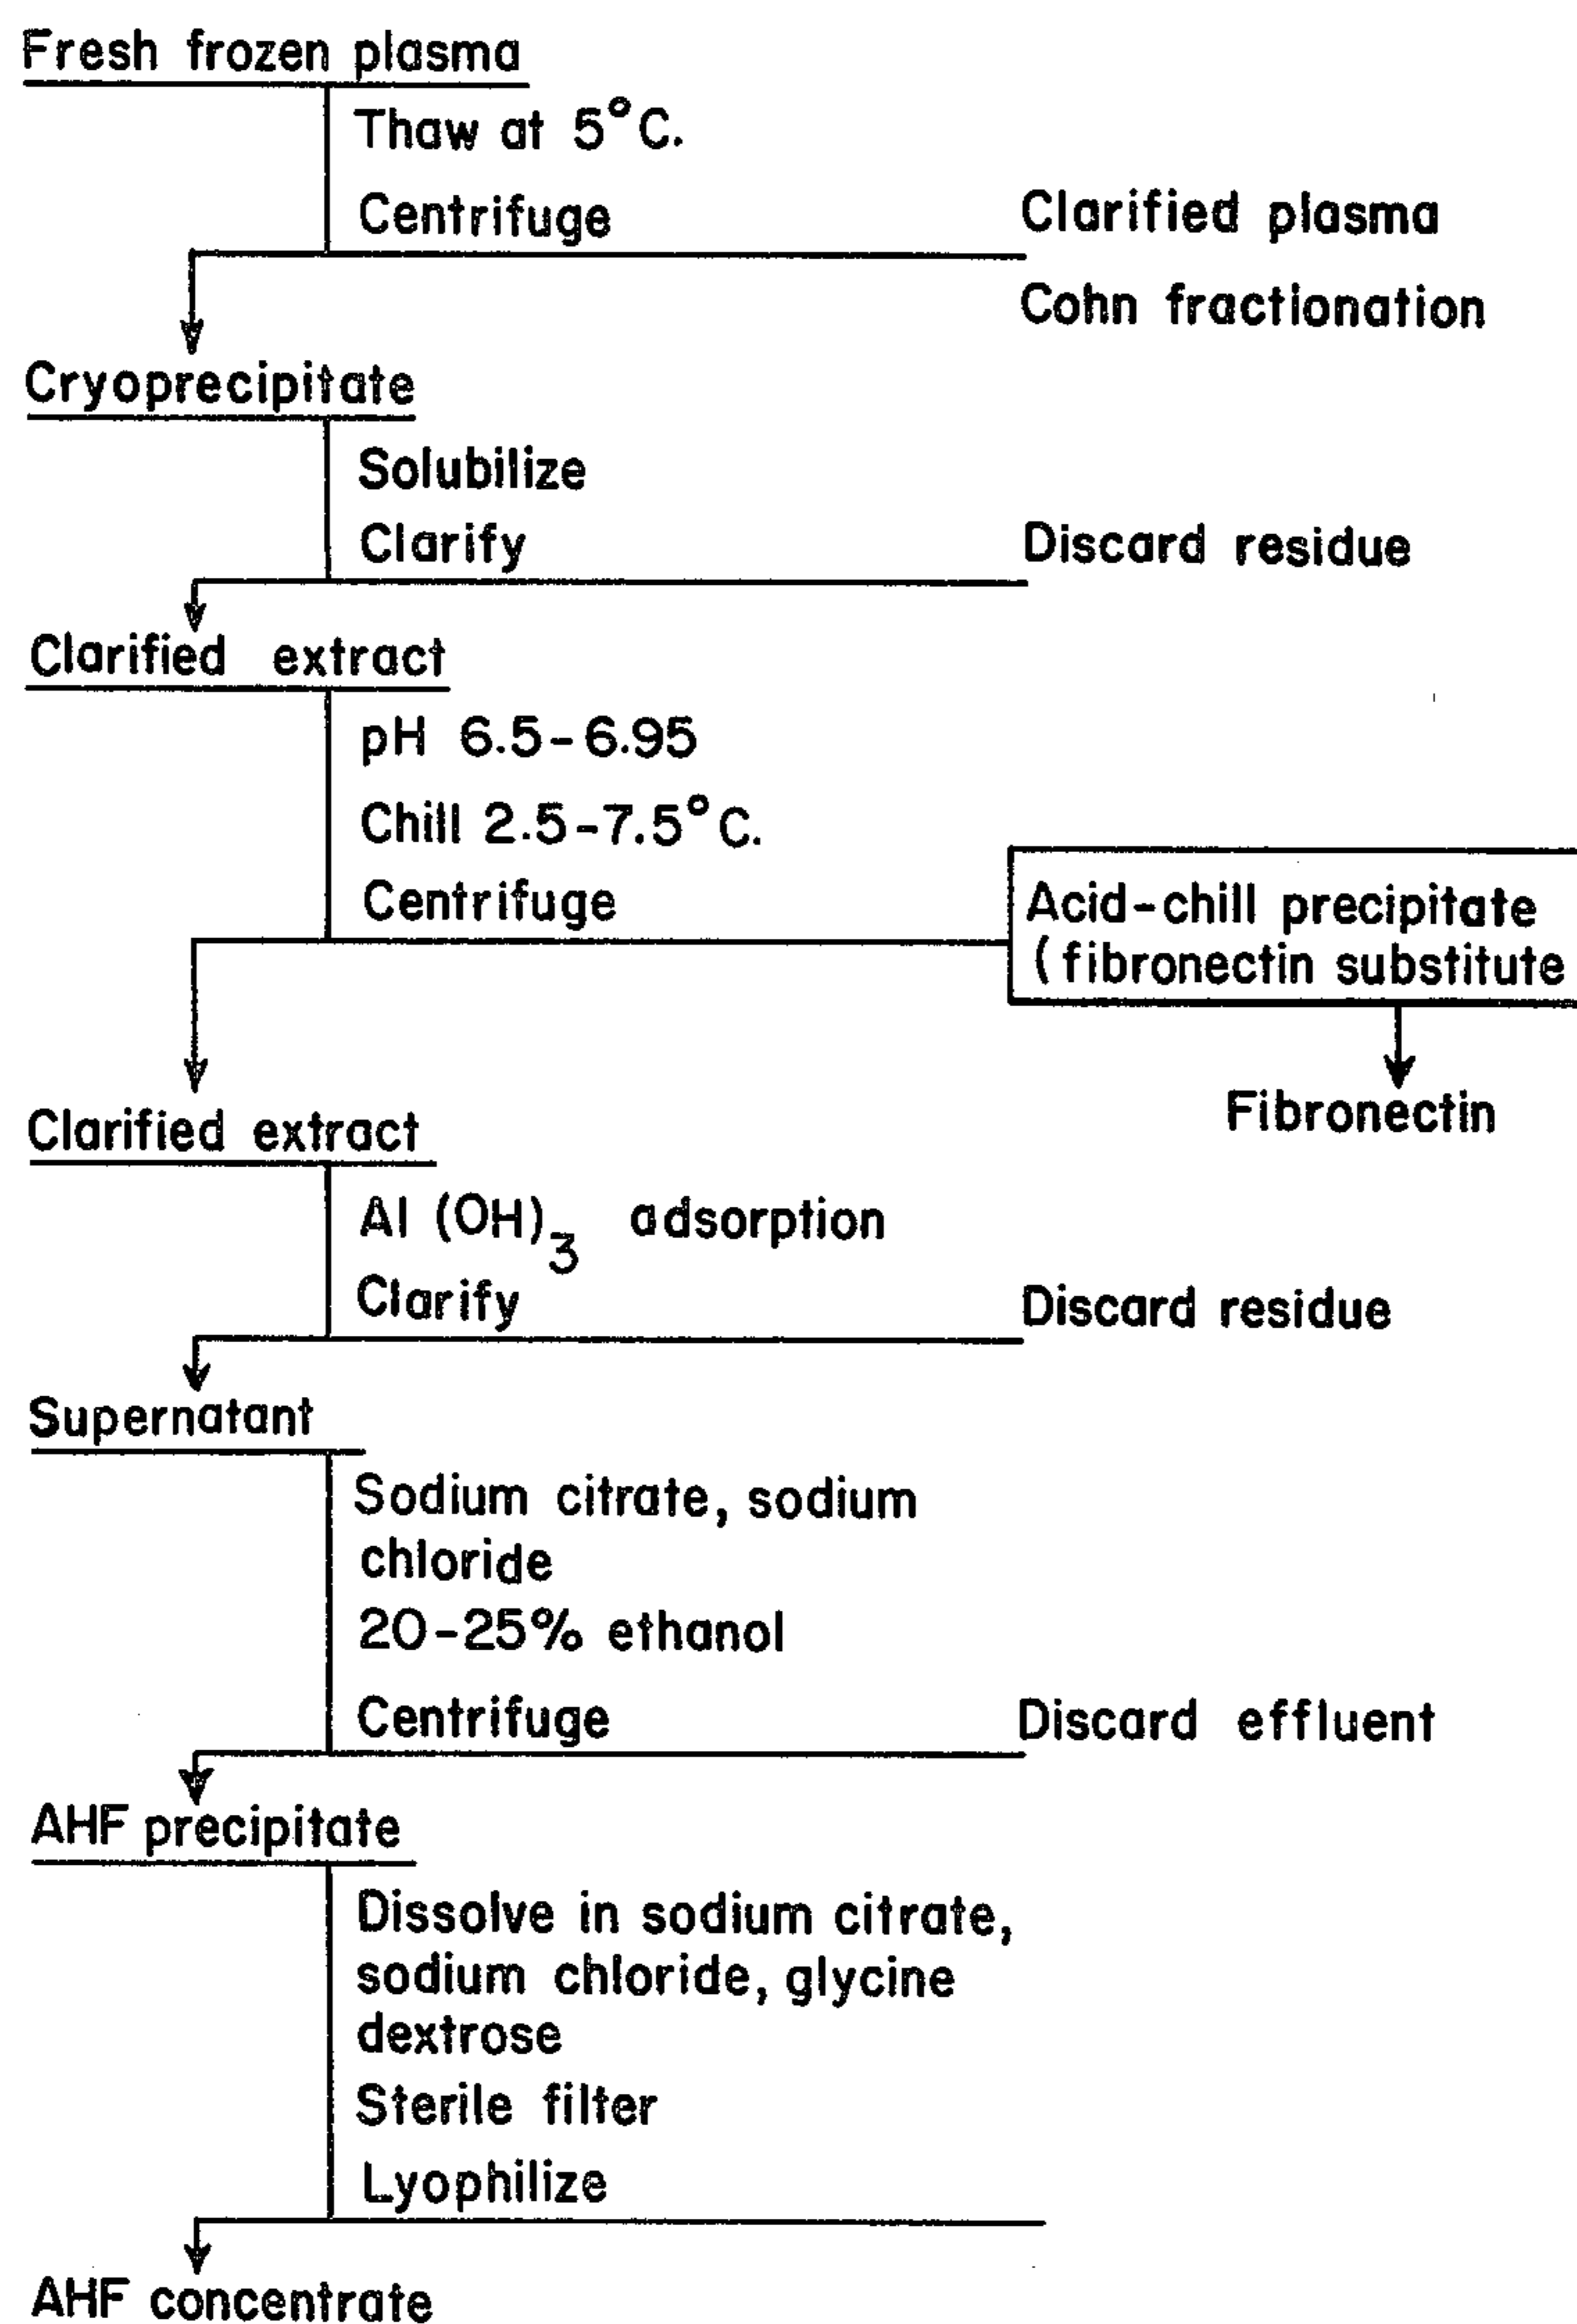 Fresh frozen plasma
Thaw at 5°C.
Centrifuge
Clarified plasma
Cohn fractionation
Cryoprecipitate
Solubilize
Clarify
Discard residue
Clarified extract
pH 6.5-6.95
Chill 2.5-7.5°C.
Centrifuge
Acid-chill precipitate
(fibronectin substitute
Fibronectin
Clarified extract
Al (OH)₃ adsorption
Clarify
Discard residue
Supernatant
Sodium citrate, sodium
chloride
20-25% ethanol
Centrifuge
Discard effluent
AHF precipitate
Dissolve in sodium citrate,
sodium chloride, glycine
dextrose
Sterile filter
Lyophilize
AHF concentrate